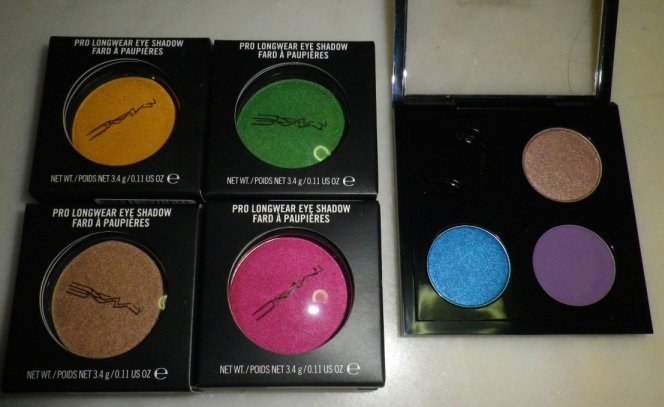 PRO LONGWEAR EYE SHADOW
FARD À PAUPIÈRES
MAC
NET WT./POIDS NET 3.4 g/0.11 US OZ ℮
PRO LONGWEAR EYE SHADOW
FARD À PAUPIÈRES
MAC
NET WT./POIDS NET 3.4 g/0.11 US OZ ℮
PRO LONGWEAR EYE SHADOW
FARD À PAUPIÈRES
MAC
NET WT./POIDS NET 3.4 g/0.11 US OZ ℮
PRO LONGWEAR EYE SHADOW
FARD À PAUPIÈRES
MAC
NET WT./POIDS NET 3.4 g/0.11 US OZ ℮